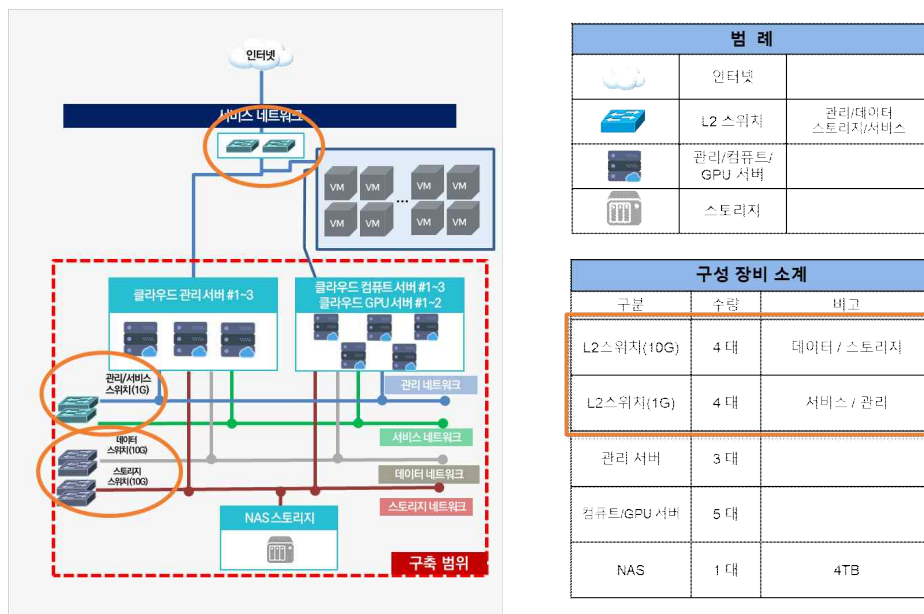 인터넷
서비스 네트워크
VM VM VM VM
...
VM VM VM VM
클라우드 관리 서버 #1~3
클라우드 컴퓨트 서버 #1~3
클라우드 GPU 서버 #1~2
관리/서비스
스위치(1G)
관리 네트워크
서비스 네트워크
데이터
스위치(10G)
데이터 네트워크
스토리지
스위치(10G)
스토리지 네트워크
NAS 스토리지
구축 범위
범 례
인터넷
L2 스위치
관리/데이터
스토리지/서비스
관리/컴퓨트/
GPU 서버
스토리지
구성 장비 소계
구분 수량 비고
L2스위치(10G) 4 대 데이터 / 스토리지
L2스위치(1G) 4 대 서비스 / 관리
관리 서버 3 대
컴퓨트/GPU 서버 5 대
NAS 1 대 4TB